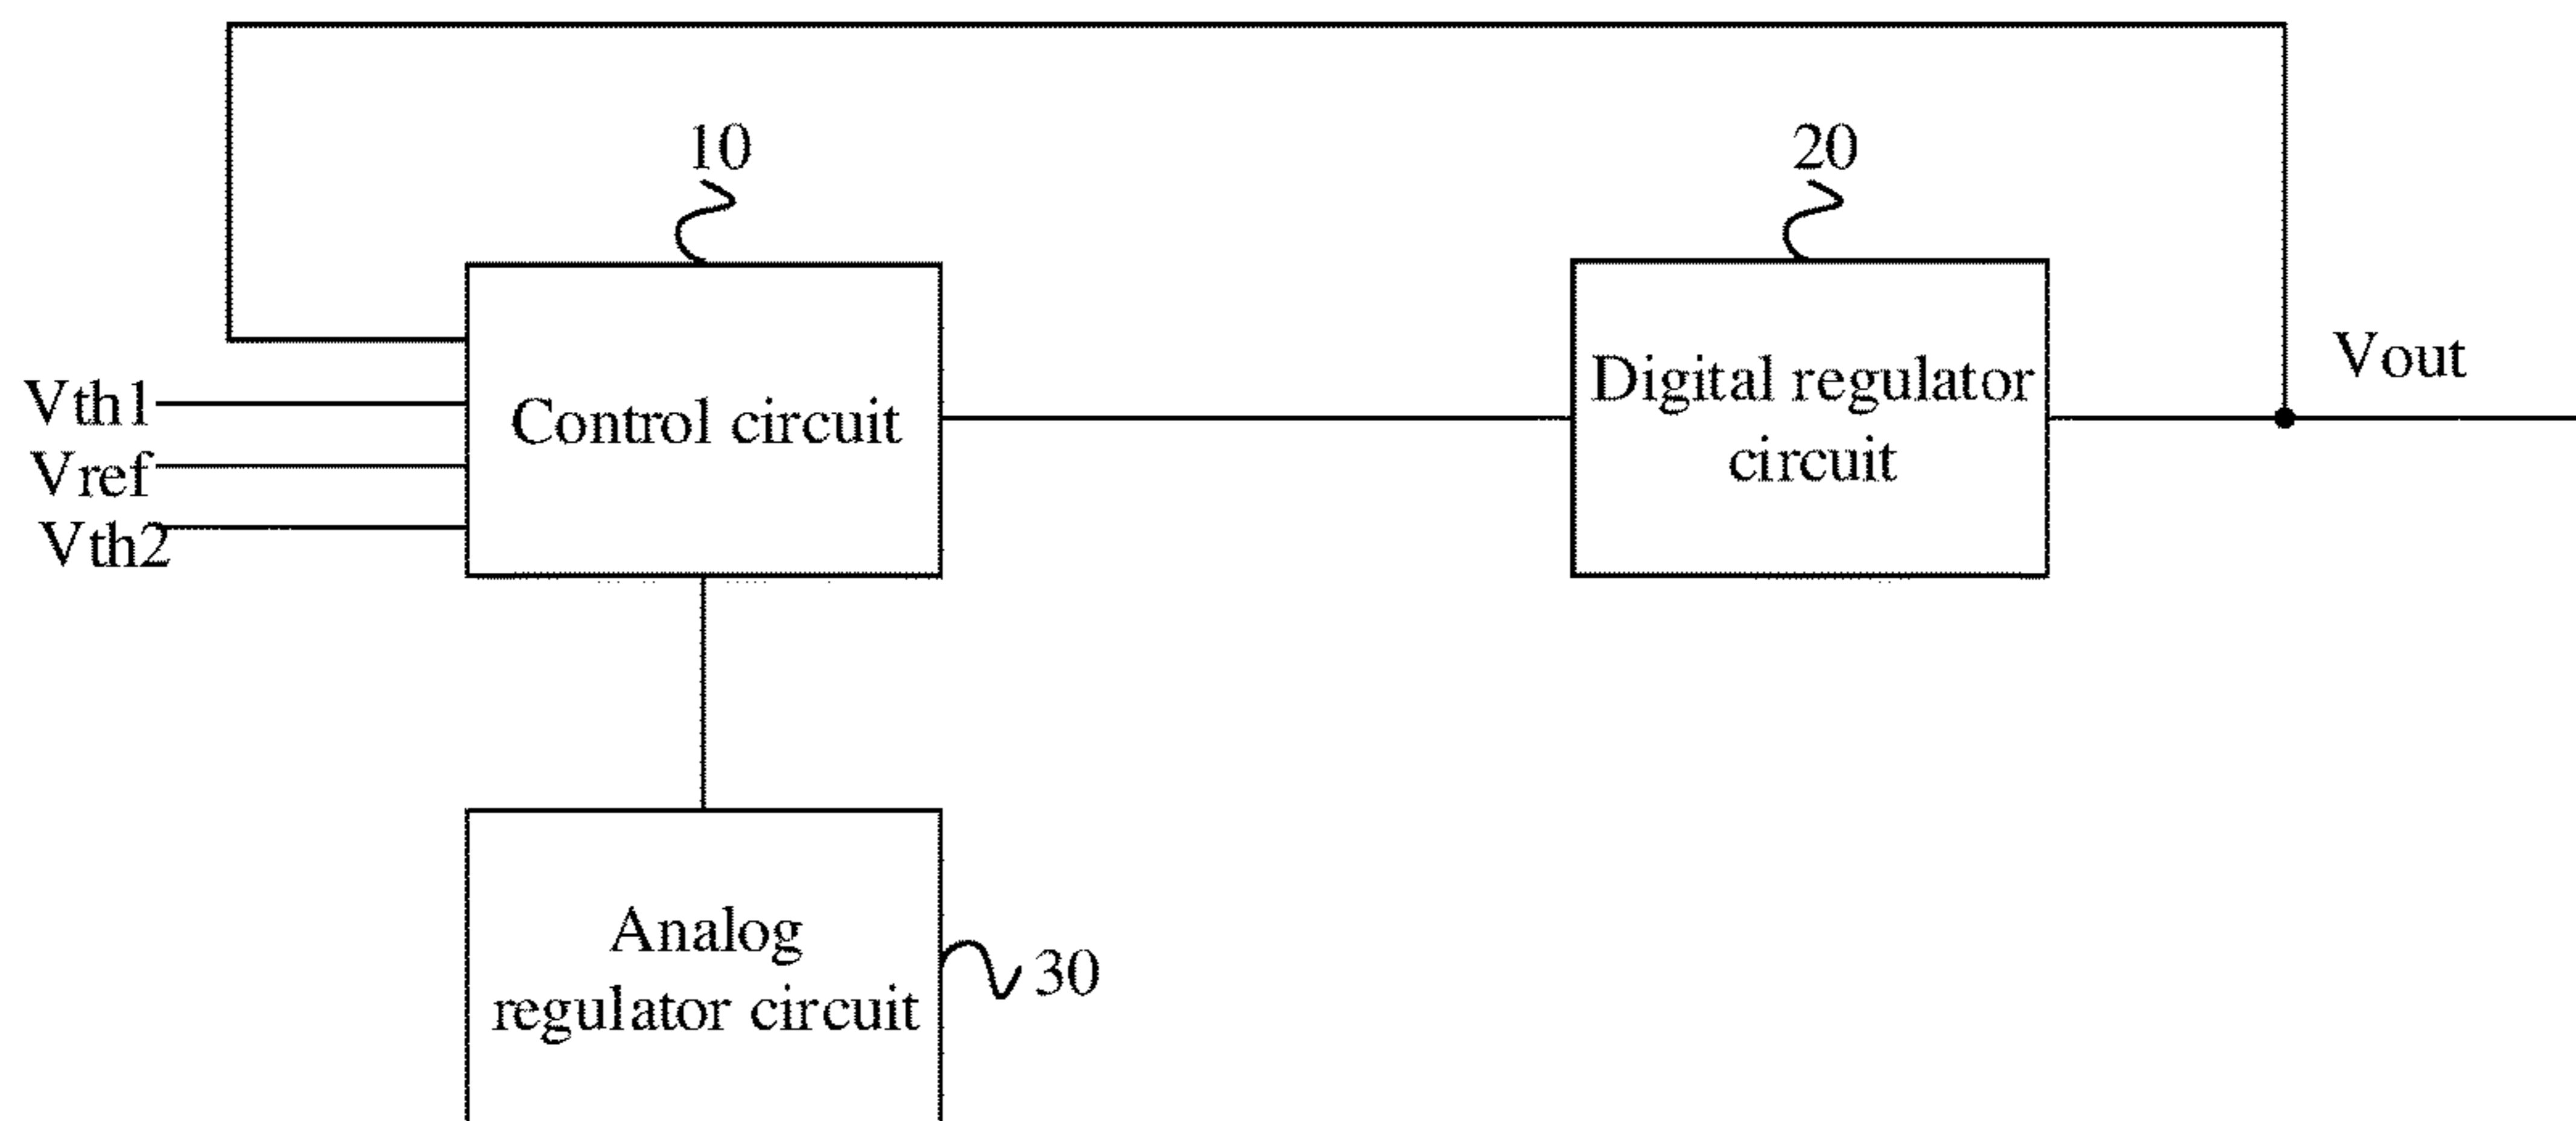 10
20
Vth1
Vref
Vth2
Control circuit
Digital regulator
circuit
Vout
Analog
regulator circuit
30